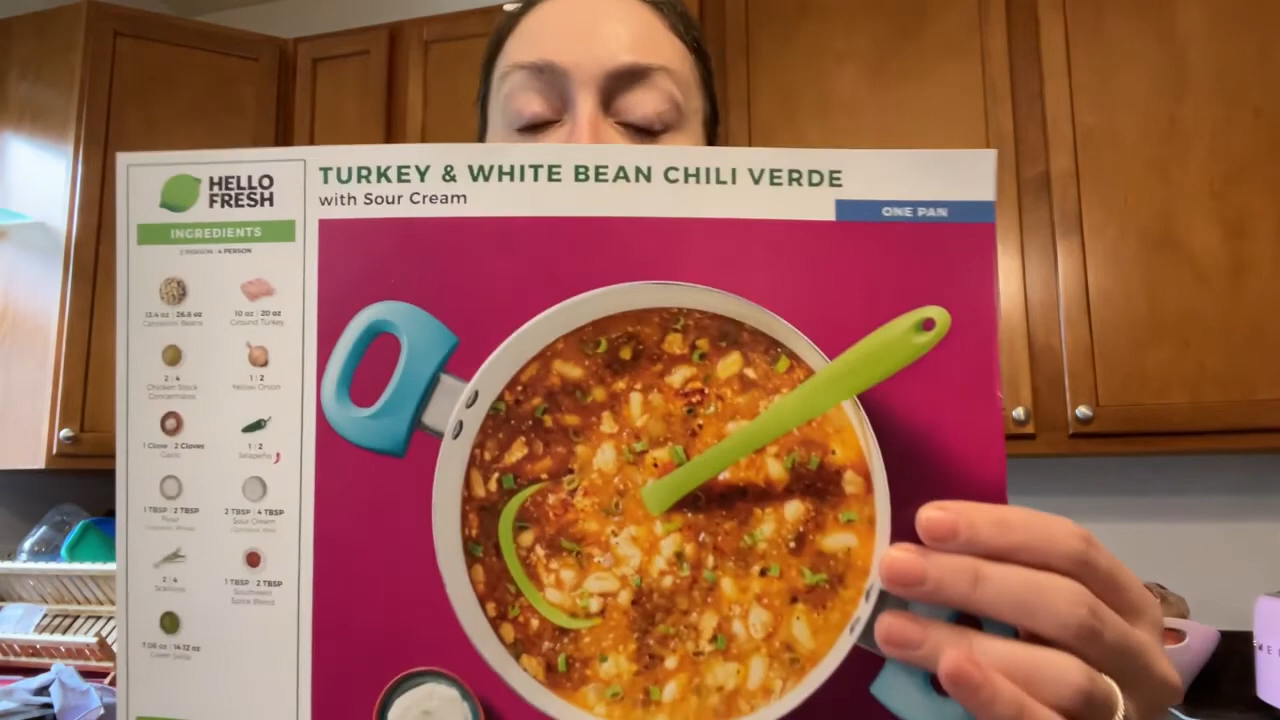 HELLO
FRESH
TURKEY & WHITE BEAN CHILI VERDE
with Sour Cream
ONE PAN
INGREDIENTS
2 PERSON | 4 PERSON
13.4 oz | 26.8 oz
Cannellini Beans
10 oz | 20 oz
Ground Turkey
2 | 4
Chicken Stock
Concentrates
1 | 2
Yellow Onion
1 Clove | 2 Cloves
Garlic
1 | 2
Jalapeño
1 TBSP | 2 TBSP
Flour
2 TBSP | 4 TBSP
Sour Cream
2 | 4
Scallions
1 TBSP | 2 TBSP
Southwest
Spice Blend
7.06 oz | 14.12 oz
Green Salsa